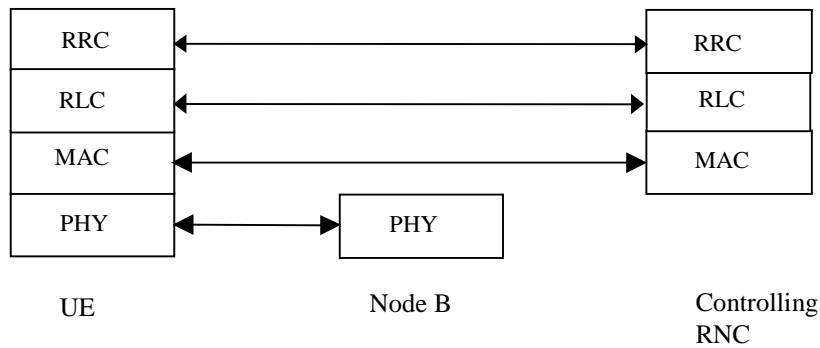 RRC RRC
RLC RLC
MAC MAC
PHY PHY
UE Node B Controlling
RNC